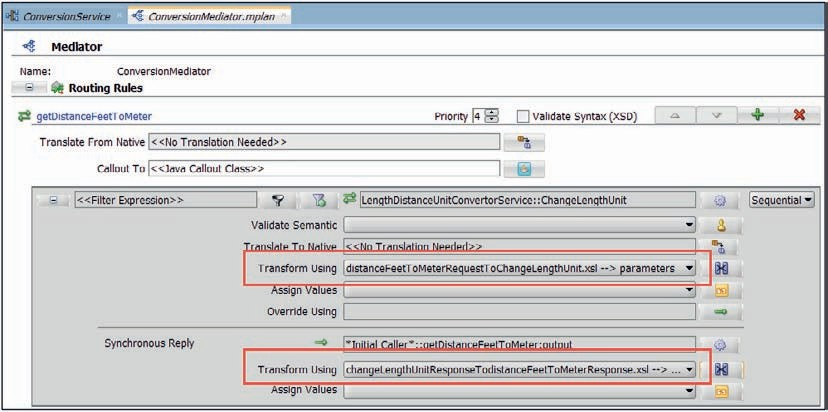 ConversionService
ConversionMediator.mplan
Mediator
Name: ConversionMediator
Routing Rules
getDistanceFeetToMeter Priority 4 Validate Syntax (XSD)
Translate From Native <<No Translation Needed>>
Callout To <<Java Callout Class>>
<<Filter Expression>> LengthDistanceUnitConvertorService::ChangeLengthUnit Sequential
Validate Semantic
Translate To Native <<No Translation Needed>>
Transform Using distanceFeetToMeterRequestToChangeLengthUnit.xsl --> parameters
Assign Values
Override Using
Synchronous Reply *Initial Caller*::getDistanceFeetToMeter:output
Transform Using changeLengthUnitResponseTodistanceFeetToMeterResponse.xsl --> ...
Assign Values